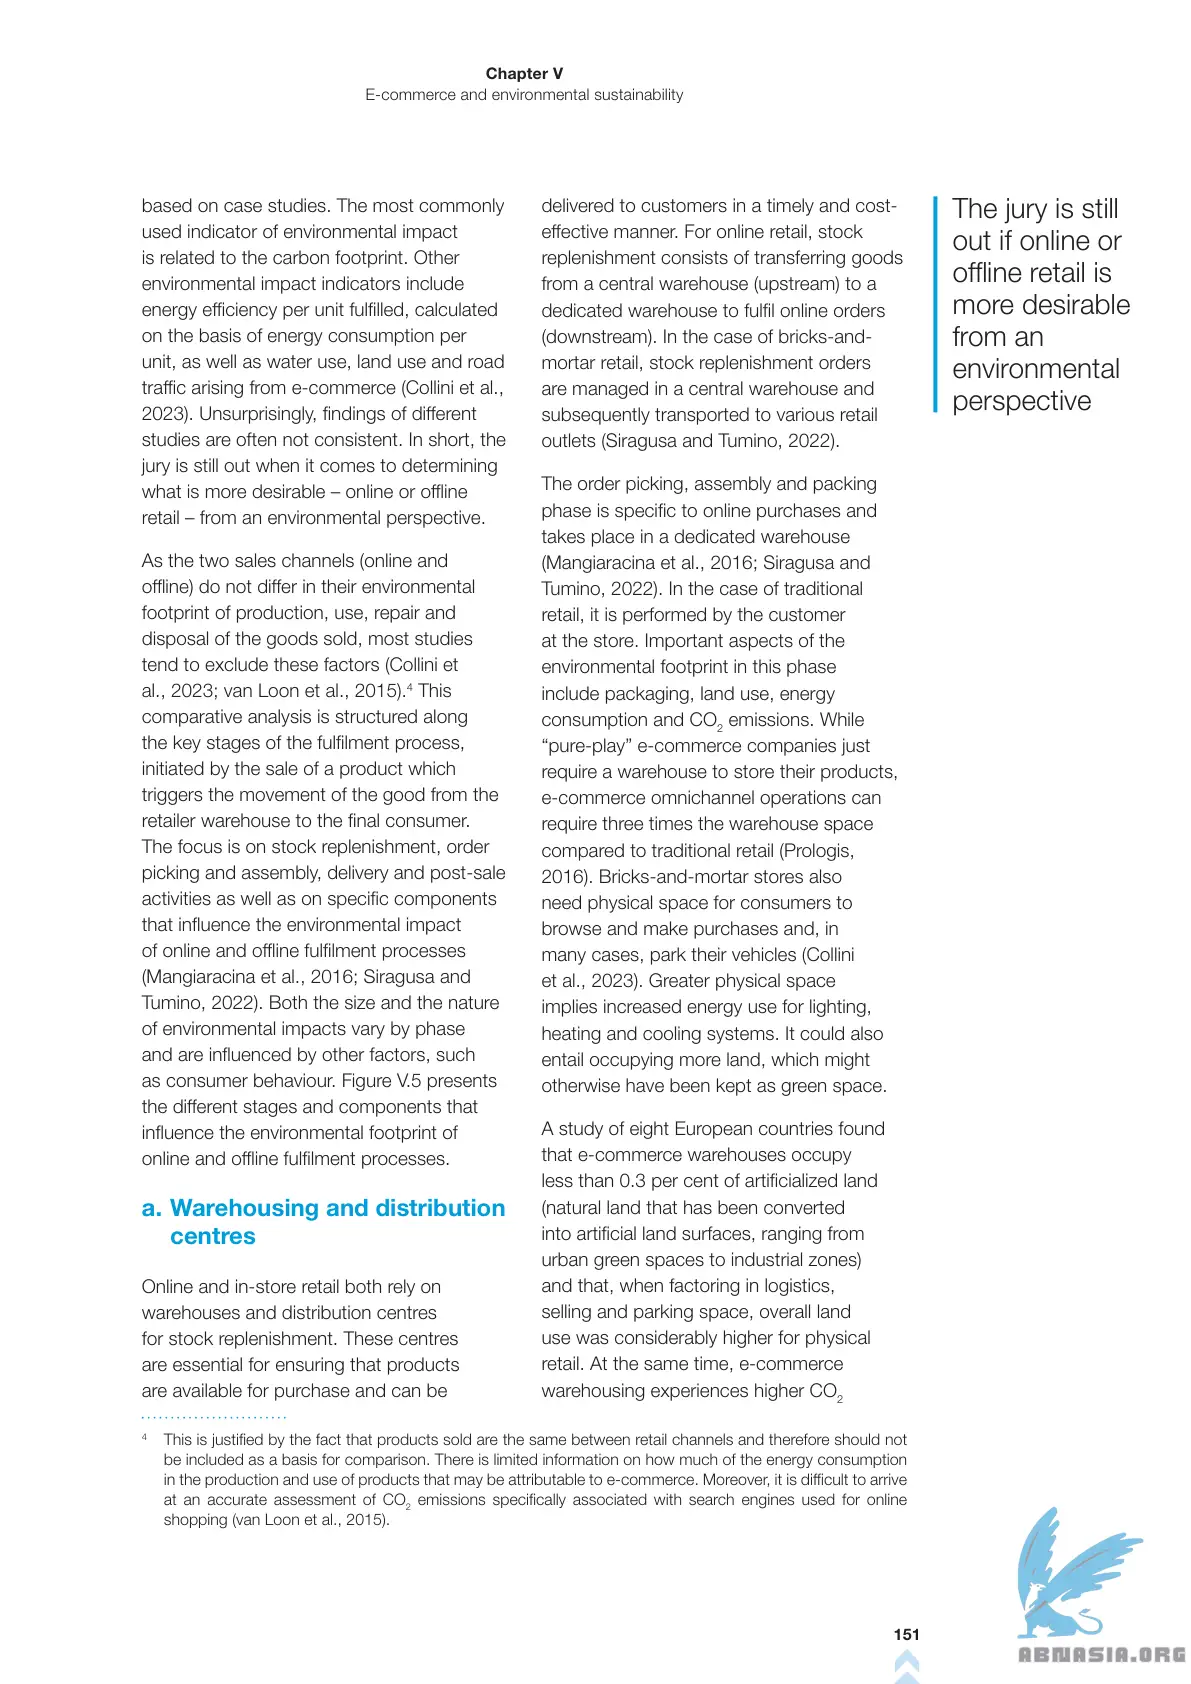 Chapter V
E-commerce and environmental sustainability
based on case studies. The most commonly
used indicator of environmental impact
is related to the carbon footprint. Other
environmental impact indicators include
energy efficiency per unit fulfilled, calculated
on the basis of energy consumption per
unit, as well as water use, land use and road
traffic arising from e-commerce (Collini et al.,
2023). Unsurprisingly, findings of different
studies are often not consistent. In short, the
jury is still out when it comes to determining
what is more desirable – online or offline
retail – from an environmental perspective.
As the two sales channels (online and
offline) do not differ in their environmental
footprint of production, use, repair and
disposal of the goods sold, most studies
tend to exclude these factors (Collini et
al., 2023; van Loon et al., 2015).⁴ This
comparative analysis is structured along
the key stages of the fulfilment process,
initiated by the sale of a product which
triggers the movement of the good from the
retailer warehouse to the final consumer.
The focus is on stock replenishment, order
picking and assembly, delivery and post-sale
activities as well as on specific components
that influence the environmental impact
of online and offline fulfilment processes
(Mangiaracina et al., 2016; Siragusa and
Tumino, 2022). Both the size and the nature
of environmental impacts vary by phase
and are influenced by other factors, such
as consumer behaviour. Figure V.5 presents
the different stages and components that
influence the environmental footprint of
online and offline fulfilment processes.
a. Warehousing and distribution
centres
Online and in-store retail both rely on
warehouses and distribution centres
for stock replenishment. These centres
are essential for ensuring that products
are available for purchase and can be
delivered to customers in a timely and cost-
effective manner. For online retail, stock
replenishment consists of transferring goods
from a central warehouse (upstream) to a
dedicated warehouse to fulfil online orders
(downstream). In the case of bricks-and-
mortar retail, stock replenishment orders
are managed in a central warehouse and
subsequently transported to various retail
outlets (Siragusa and Tumino, 2022).
The order picking, assembly and packing
phase is specific to online purchases and
takes place in a dedicated warehouse
(Mangiaracina et al., 2016; Siragusa and
Tumino, 2022). In the case of traditional
retail, it is performed by the customer
at the store. Important aspects of the
environmental footprint in this phase
include packaging, land use, energy
consumption and CO₂ emissions. While
“pure-play” e-commerce companies just
require a warehouse to store their products,
e-commerce omnichannel operations can
require three times the warehouse space
compared to traditional retail (Prologis,
2016). Bricks-and-mortar stores also
need physical space for consumers to
browse and make purchases and, in
many cases, park their vehicles (Collini
et al., 2023). Greater physical space
implies increased energy use for lighting,
heating and cooling systems. It could also
entail occupying more land, which might
otherwise have been kept as green space.
A study of eight European countries found
that e-commerce warehouses occupy
less than 0.3 per cent of artificialized land
(natural land that has been converted
into artificial land surfaces, ranging from
urban green spaces to industrial zones)
and that, when factoring in logistics,
selling and parking space, overall land
use was considerably higher for physical
retail. At the same time, e-commerce
warehousing experiences higher CO₂
The jury is still
out if online or
offline retail is
more desirable
from an
environmental
perspective
⁴ This is justified by the fact that products sold are the same between retail channels and therefore should not
be included as a basis for comparison. There is limited information on how much of the energy consumption
in the production and use of products that may be attributable to e-commerce. Moreover, it is difficult to arrive
at an accurate assessment of CO₂ emissions specifically associated with search engines used for online
shopping (van Loon et al., 2015).
151
ABNASIA.ORG